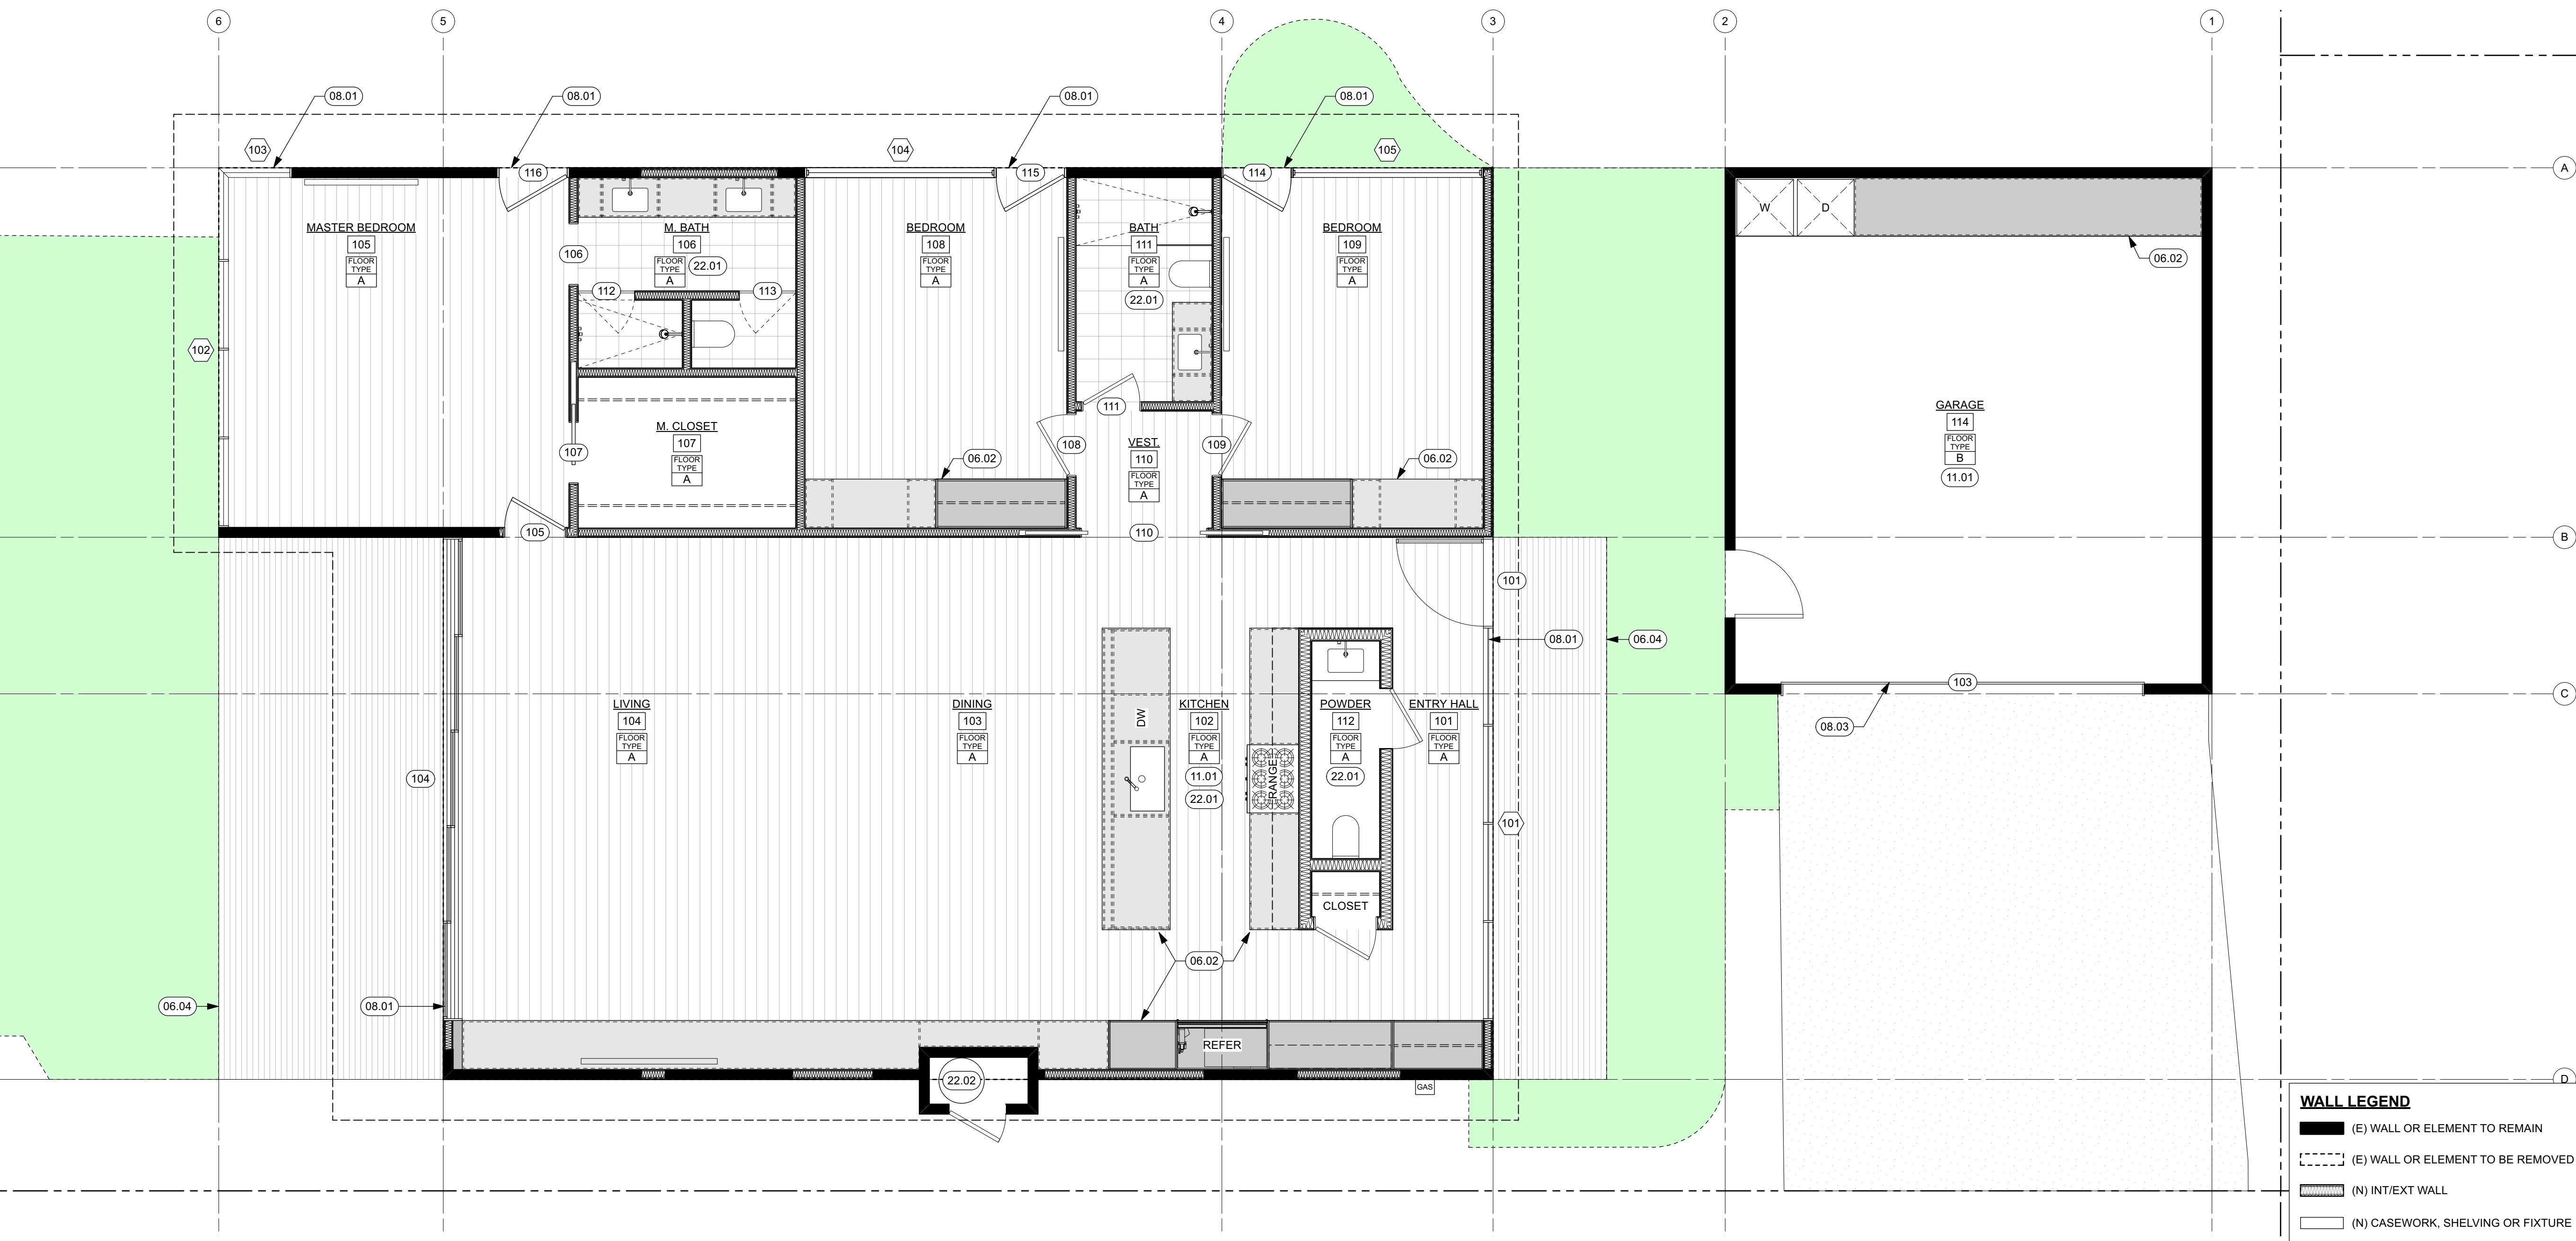 6
5
4
3
2
1
08.01
08.01
08.01
08.01
103
104
105
A
116
115
114
MASTER BEDROOM
105
FLOOR
TYPE
A
M. BATH
106
FLOOR
TYPE
A
22.01
106
112
113
BEDROOM
108
FLOOR
TYPE
A
BATH
111
FLOOR
TYPE
A
22.01
BEDROOM
109
FLOOR
TYPE
A
W
D
06.02
102
M. CLOSET
107
FLOOR
TYPE
A
107
111
108
109
VEST.
110
FLOOR
TYPE
A
06.02
06.02
GARAGE
114
FLOOR
TYPE
B
11.01
105
110
B
101
08.01
06.04
103
C
08.03
LIVING
104
FLOOR
TYPE
A
DINING
103
FLOOR
TYPE
A
DW
KITCHEN
102
FLOOR
TYPE
A
11.01
22.01
RANGE
POWDER
112
FLOOR
TYPE
A
22.01
ENTRY HALL
101
FLOOR
TYPE
A
104
101
CLOSET
06.02
06.04
08.01
REFER
22.02
GAS
D
WALL LEGEND
(E) WALL OR ELEMENT TO REMAIN
(E) WALL OR ELEMENT TO BE REMOVED
(N) INT/EXT WALL
(N) CASEWORK, SHELVING OR FIXTURE